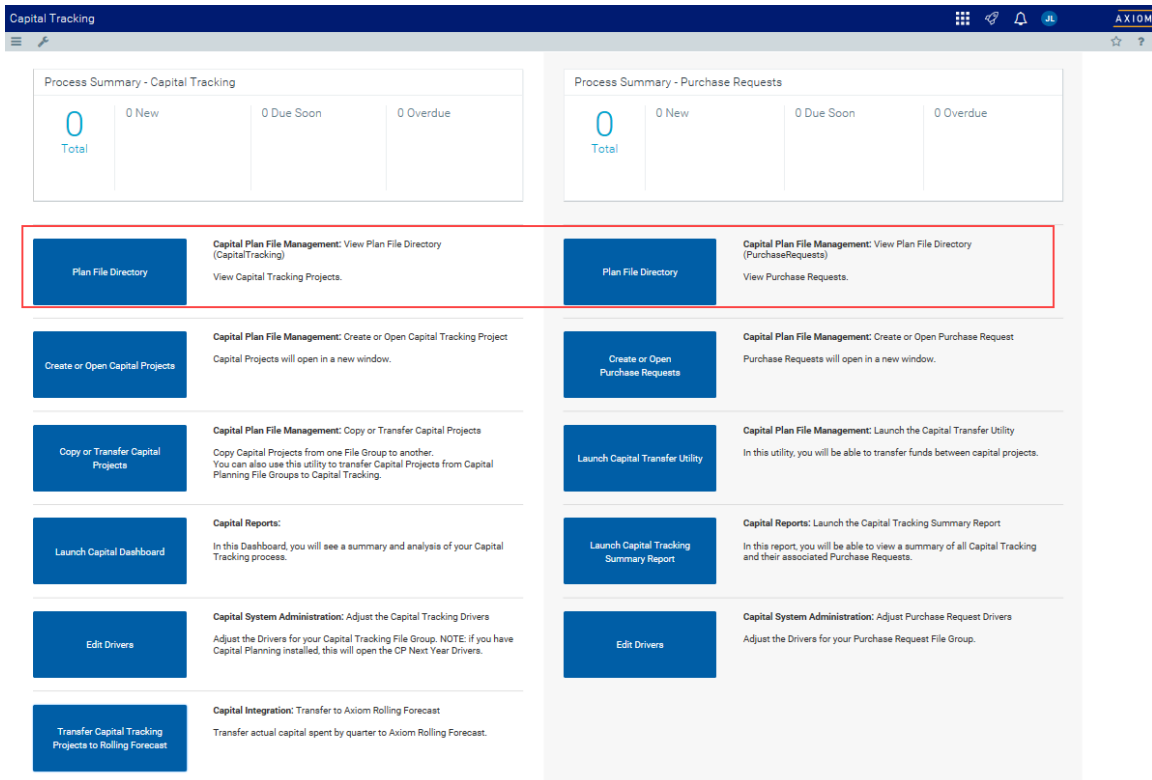 Capital Tracking
JL
AXIOM
?
Process Summary - Capital Tracking
0
Total
0 New
0 Due Soon
0 Overdue
Process Summary - Purchase Requests
0
Total
0 New
0 Due Soon
0 Overdue
Plan File Directory
Capital Plan File Management: View Plan File Directory
(CapitalTracking)
View Capital Tracking Projects.
Plan File Directory
Capital Plan File Management: View Plan File Directory
(PurchaseRequests)
View Purchase Requests.
Create or Open Capital Projects
Capital Plan File Management: Create or Open Capital Tracking Project
Capital Projects will open in a new window.
Create or Open
Purchase Requests
Capital Plan File Management: Create or Open Purchase Request
Purchase Requests will open in a new window.
Copy or Transfer Capital
Projects
Capital Plan File Management: Copy or Transfer Capital Projects
Copy Capital Projects from one File Group to another.
You can also use this utility to transfer Capital Projects from Capital
Planning File Groups to Capital Tracking.
Launch Capital Transfer Utility
Capital Plan File Management: Launch the Capital Transfer Utility
In this utility, you will be able to transfer funds between capital projects.
Launch Capital Dashboard
Capital Reports:
In this Dashboard, you will see a summary and analysis of your Capital
Tracking process.
Launch Capital Tracking
Summary Report
Capital Reports: Launch the Capital Tracking Summary Report
In this report, you will be able to view a summary of all Capital Tracking
and their associated Purchase Requests.
Edit Drivers
Capital System Administration: Adjust the Capital Tracking Drivers
Adjust the Drivers for your Capital Tracking File Group. NOTE: if you have
Capital Planning installed, this will open the CP Next Year Drivers.
Edit Drivers
Capital System Administration: Adjust Purchase Request Drivers
Adjust the Drivers for your Purchase Request File Group.
Transfer Capital Tracking
Projects to Rolling Forecast
Capital Integration: Transfer to Axiom Rolling Forecast
Transfer actual capital spent by quarter to Axiom Rolling Forecast.